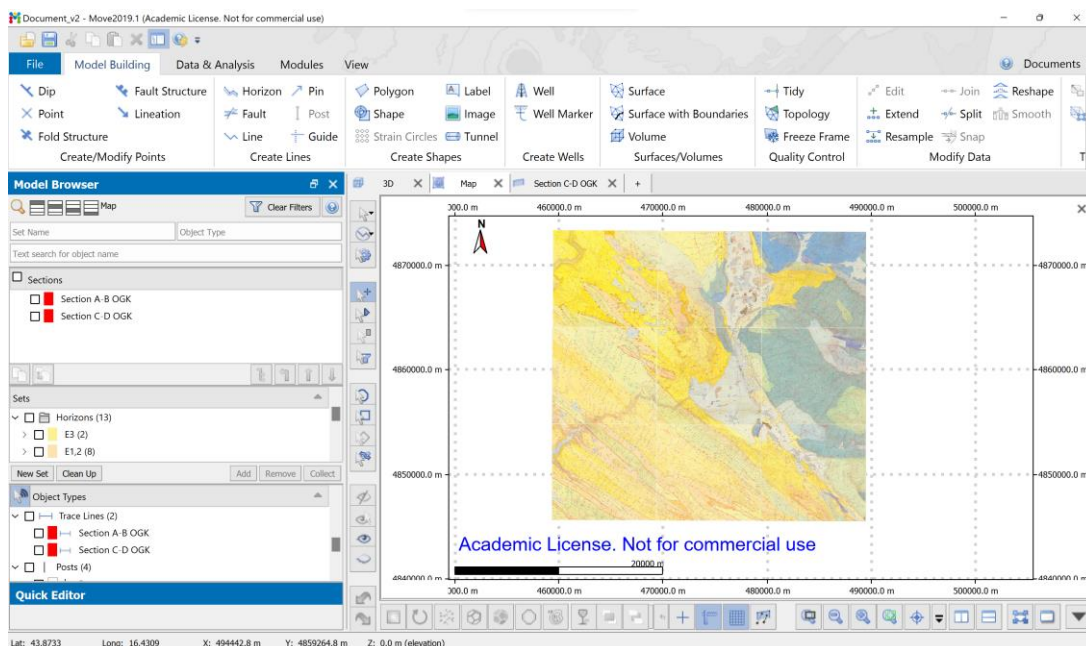 Document_v2 - Move2019.1 (Academic License. Not for commercial use)
File Model Building Data & Analysis Modules View Documents
Dip Fault Structure Horizon Pin Polygon Label Well Surface Tidy Edit Join Reshape
Point Lineation Fault Post Shape Image Well Marker Surface with Boundaries Topology Extend Split Smooth
Fold Structure Line Guide Strain Circles Tunnel Volume Freeze Frame Resample Snap
Create/Modify Points Create Lines Create Shapes Create Wells Surfaces/Volumes Quality Control Modify Data T
Model Browser
3D Map Section C-D OGK +
Map Clear Filters
Set Name Object Type
Text search for object name
Sections
Section A-B OGK
Section C-D OGK
Sets
Horizons (13)
E3 (2)
E1,2 (8)
New Set Clean Up Add Remove Collect
Object Types
Trace Lines (2)
Section A-B OGK
Section C-D OGK
Posts (4)
Quick Editor
00.0 m 460000.0 m 470000.0 m 480000.0 m 490000.0 m 500000.0 m
N
4870000.0 m 4870000.0 m
4860000.0 m 4860000.0 m
4850000.0 m 4850000.0 m
Academic License. Not for commercial use
20000 m
4840000.0 m 4840000.0 m
00.0 m 460000.0 m 470000.0 m 480000.0 m 490000.0 m 500000.0 m
Lat: 43.8733 Long: 16.4309 X: 494442.8 m Y: 4859264.8 m Z: 0.0 m (elevation)